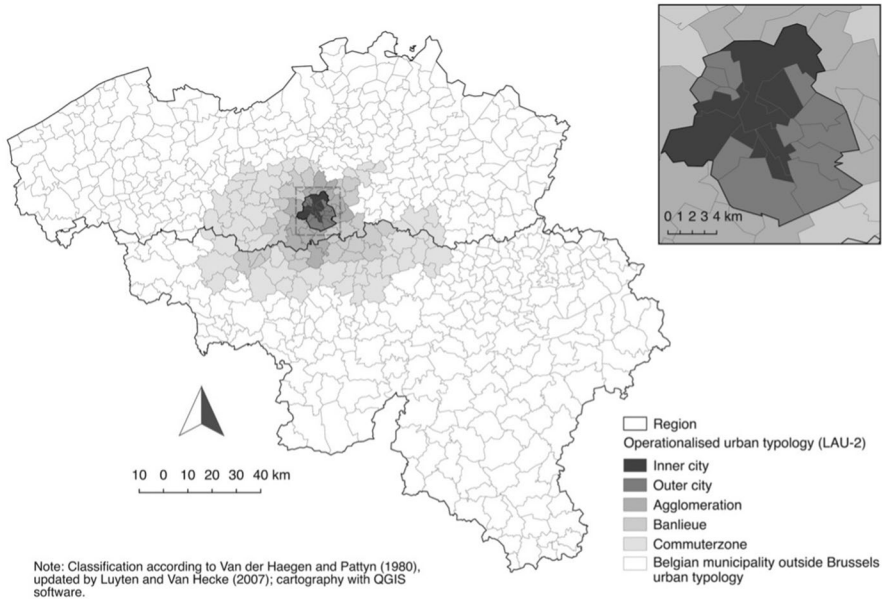 0 1 2 3 4 km
10 0 10 20 30 40 km
Region
Operationalised urban typology (LAU-2)
Inner city
Outer city
Agglomeration
Banlieue
Commuterzone
Belgian municipality outside Brussels
urban typology
Note: Classification according to Van der Haegen and Pattyn (1980),
updated by Luyten and Van Hecke (2007); cartography with QGIS
software.